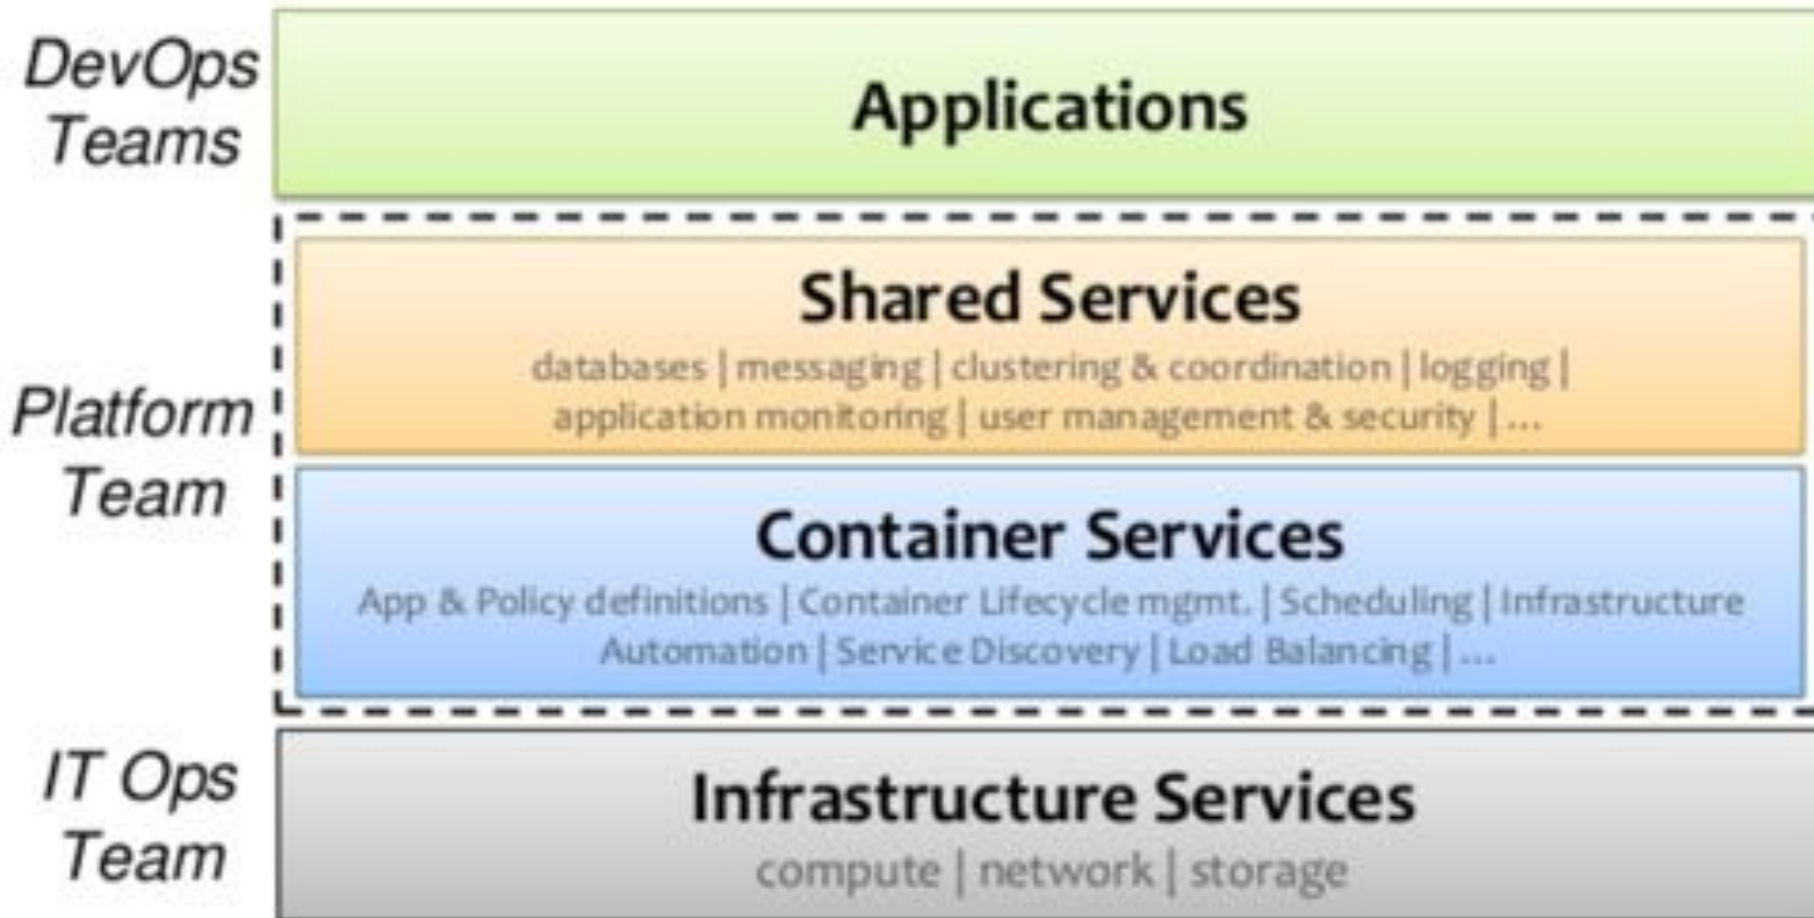 DevOps
Teams
Applications
Shared Services
databases | messaging | clustering & coordination | logging |
application monitoring | user management & security | ...
Platform
Team
Container Services
App & Policy definitions | Container Lifecycle mgmt. | Scheduling | Infrastructure
Automation | Service Discovery | Load Balancing | ...
IT Ops
Team
Infrastructure Services
compute | network | storage